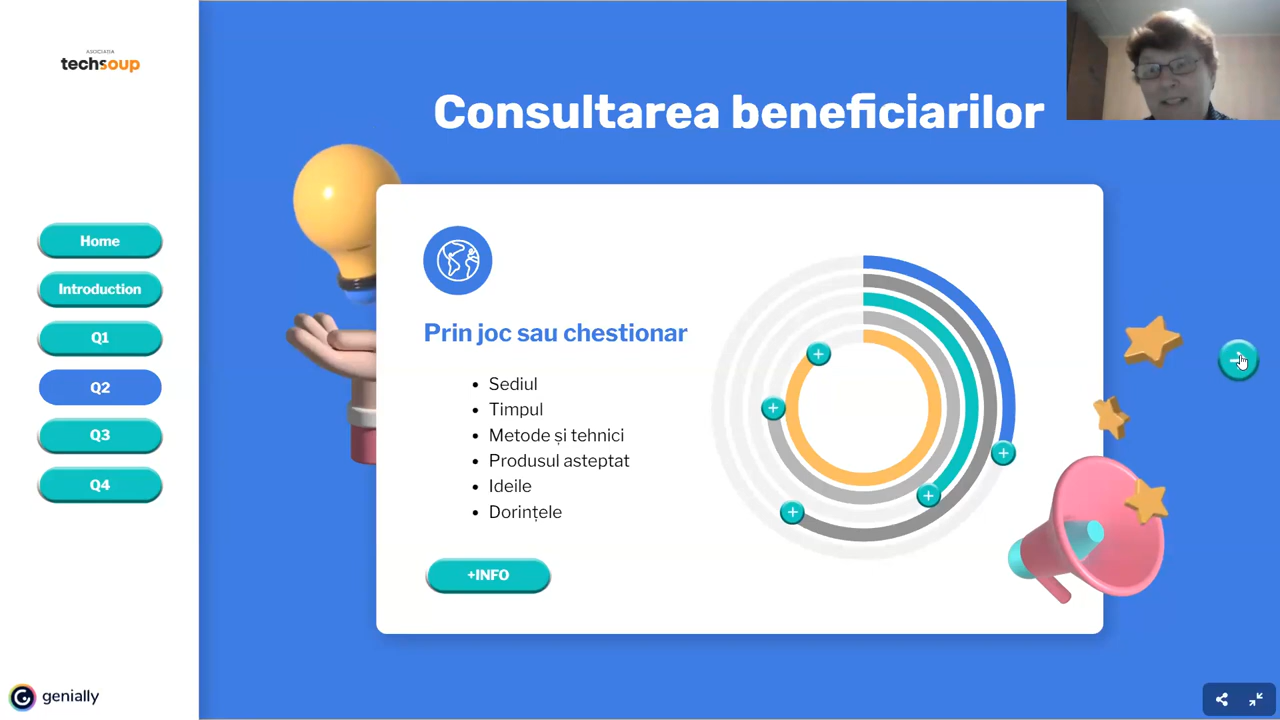 ASOCIAȚIA
techsoup
Home
Introduction
Q1
Q2
Q3
Q4
genially
Consultarea beneficiarilor
Prin joc sau chestionar
• Sediul
• Timpul
• Metode și tehnici
• Produsul asteptat
• Ideile
• Dorințele
+INFO